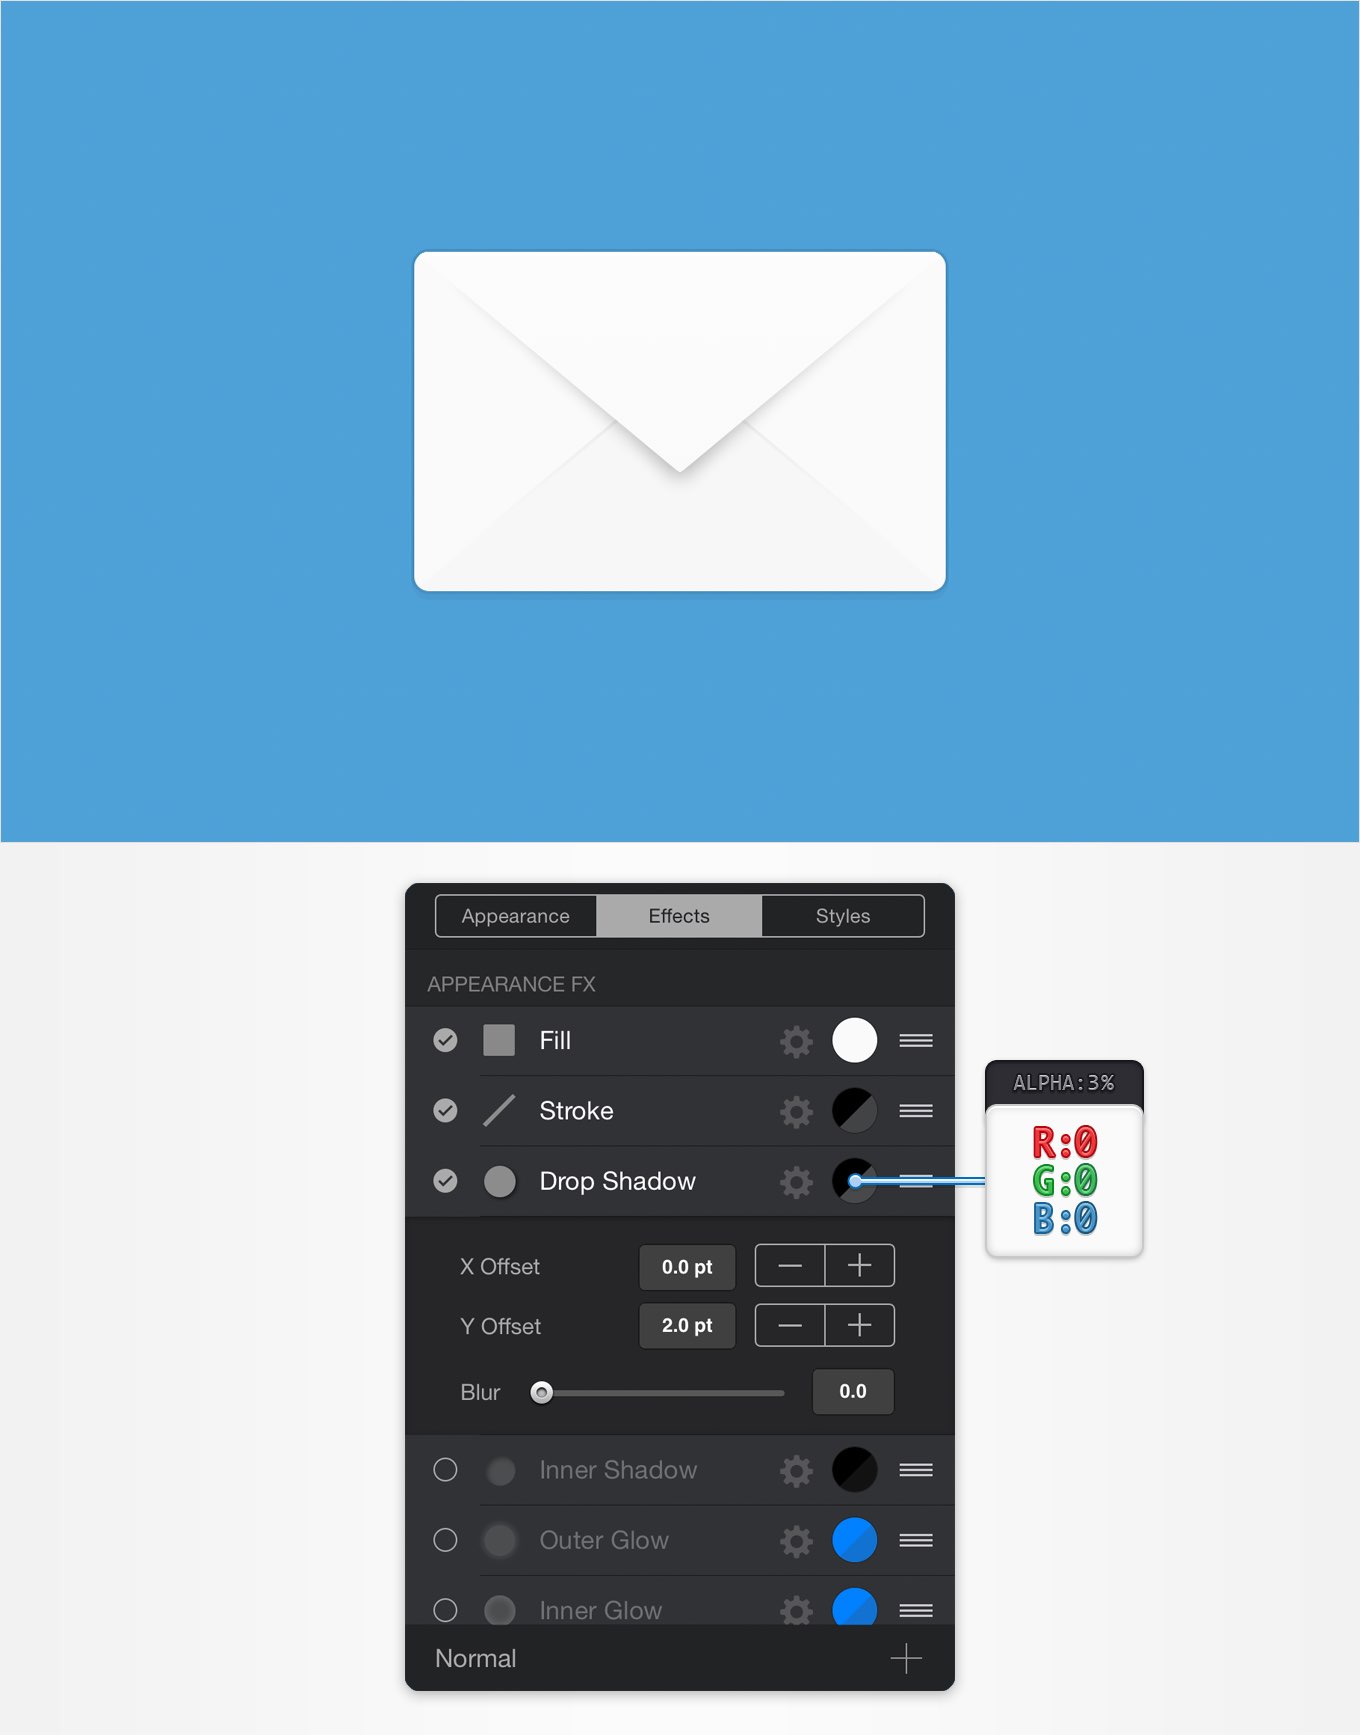 Appearance Effects Styles
APPEARANCE FX
Fill
Stroke
ALPHA:3%
R:0
G:0
B:0
Drop Shadow
X Offset 0.0 pt
Y Offset 2.0 pt
Blur 0.0
Inner Shadow
Outer Glow
Inner Glow
Normal